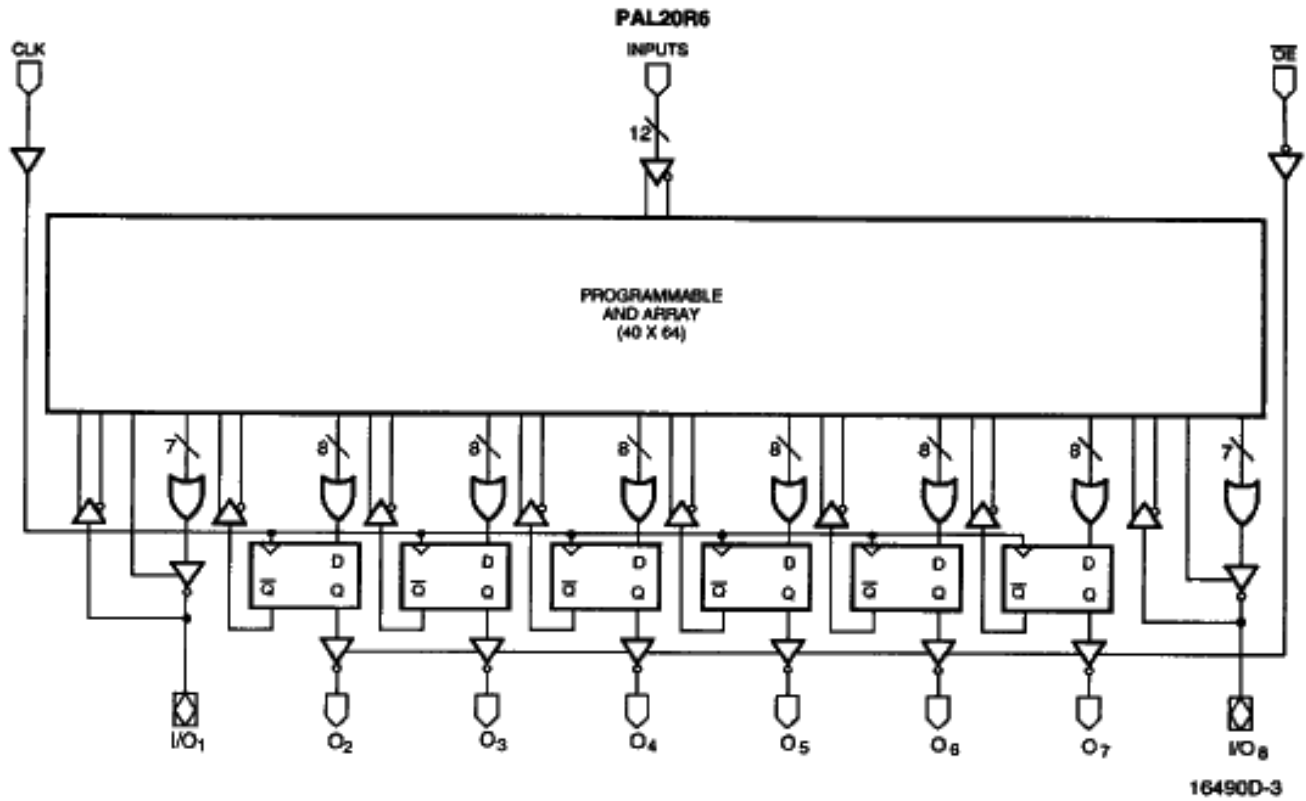 PAL20R6
CLK
INPUTS
OE
12
PROGRAMMABLE
AND ARRAY
(40 X 64)
7
8
8
8
8
8
8
7
D
Q
Q
D
Q
Q
D
Q
Q
D
Q
Q
D
Q
Q
D
Q
Q
I/O1
O2
O3
O4
O5
O6
O7
I/O8
16490D-3